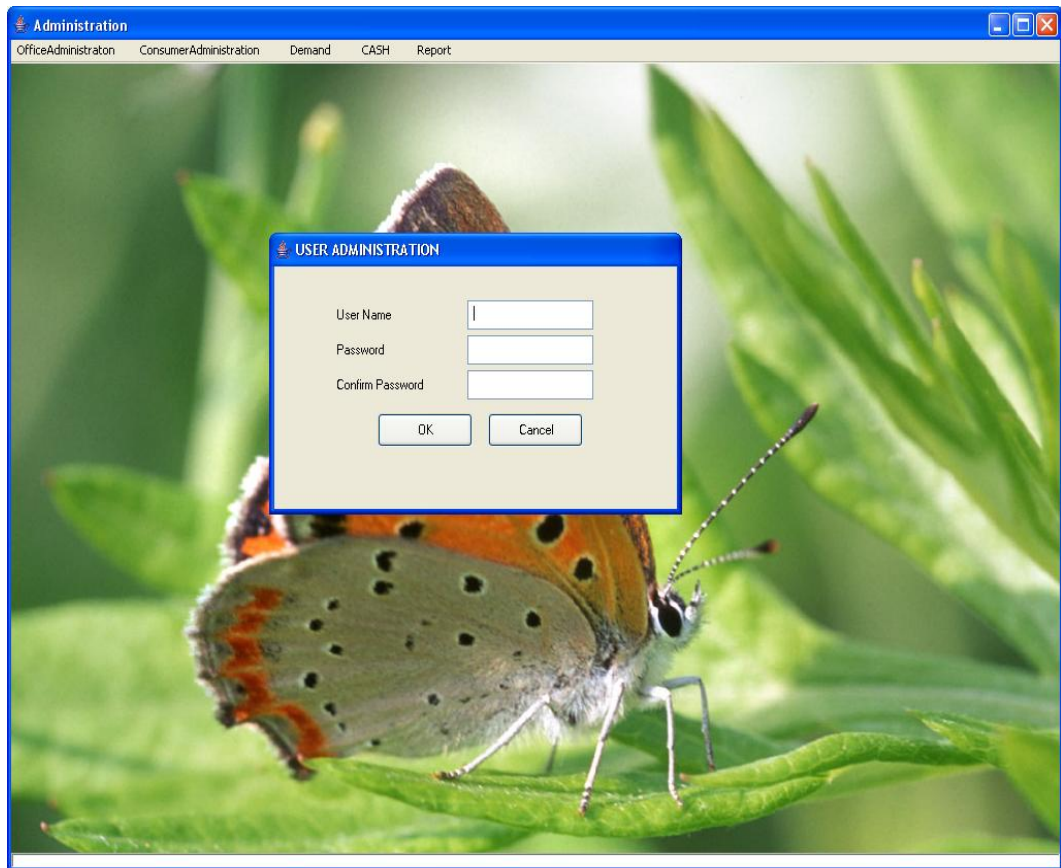 Administration
OfficeAdministraton ConsumerAdministration Demand CASH Report
USER ADMINISTRATION
User Name
Password
Confirm Password
OK Cancel